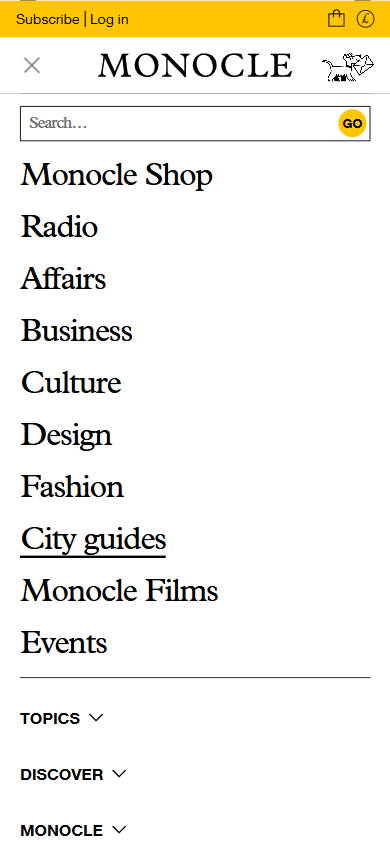 Subscribe | Log in
£
MONOCLE
Search...
GO
Monocle Shop
Radio
Affairs
Business
Culture
Design
Fashion
City guides
Monocle Films
Events
TOPICS
DISCOVER
MONOCLE